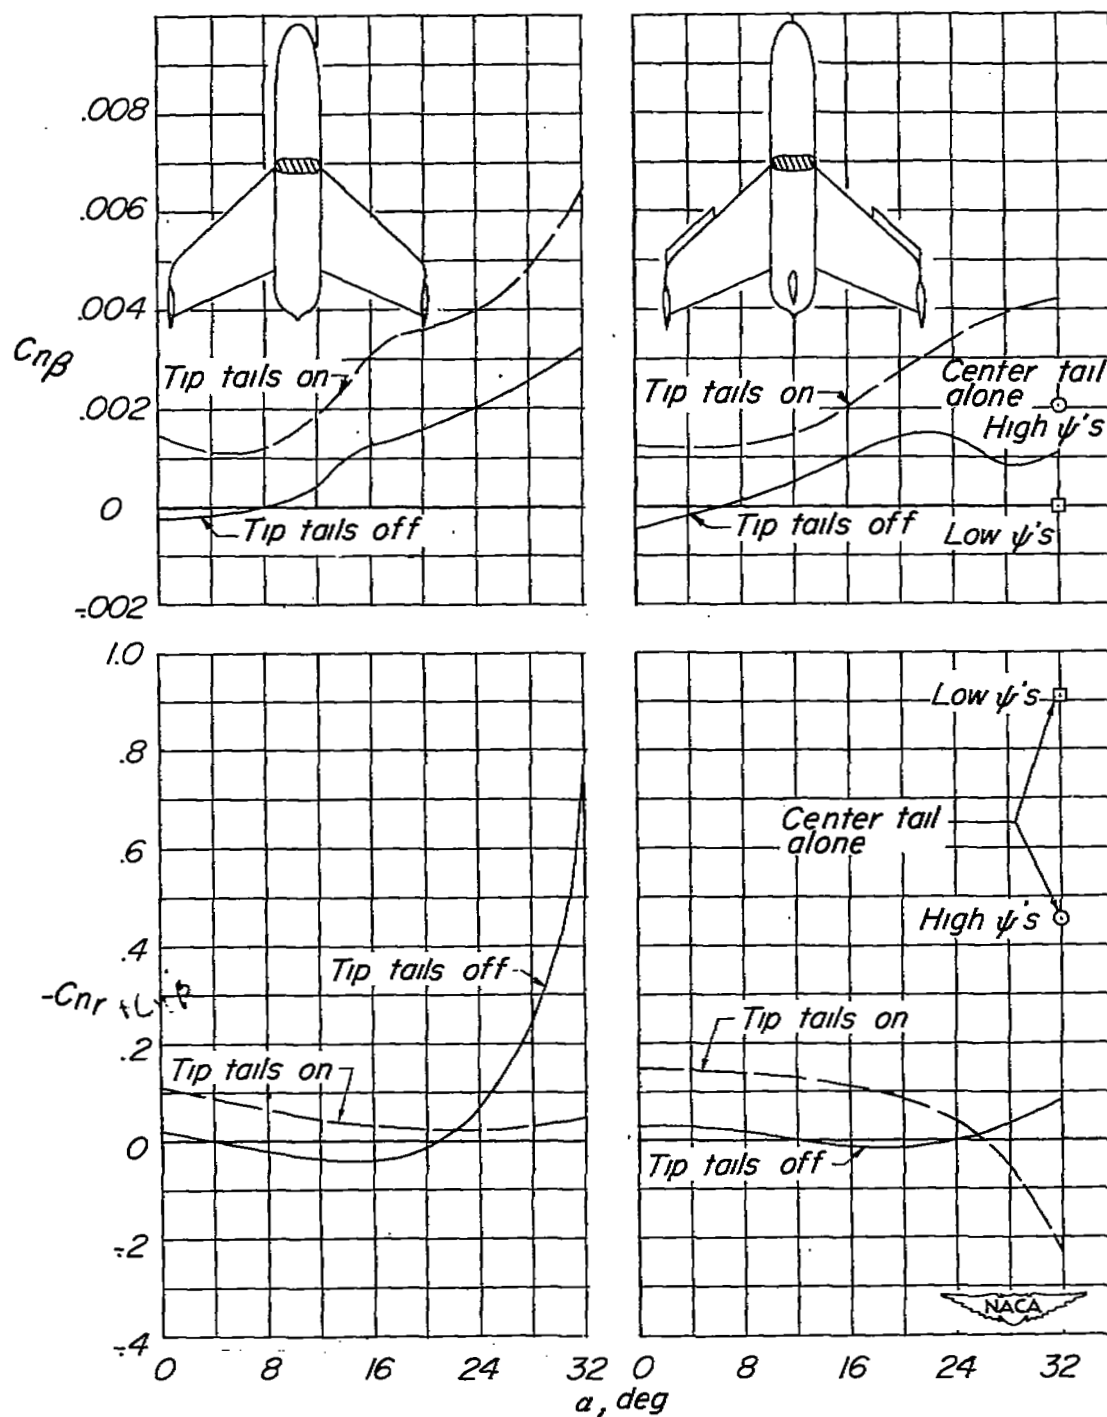 .008
.006
.004
Cnβ
Tip tails on
.002
0
Tip tails off
-.002
Tip tails on
Center tail
alone
High ψ's
Tip tails off
Low ψ's
1.0
.8
.6
.4
Tip tails off
-Cnr + Cnβ̇
.2
Tip tails on
0
-.2
-.4
0 8 16 24 32
Low ψ's
Center tail
alone
High ψ's
Tip tails on
Tip tails off
NACA
0 8 16 24 32
α, deg